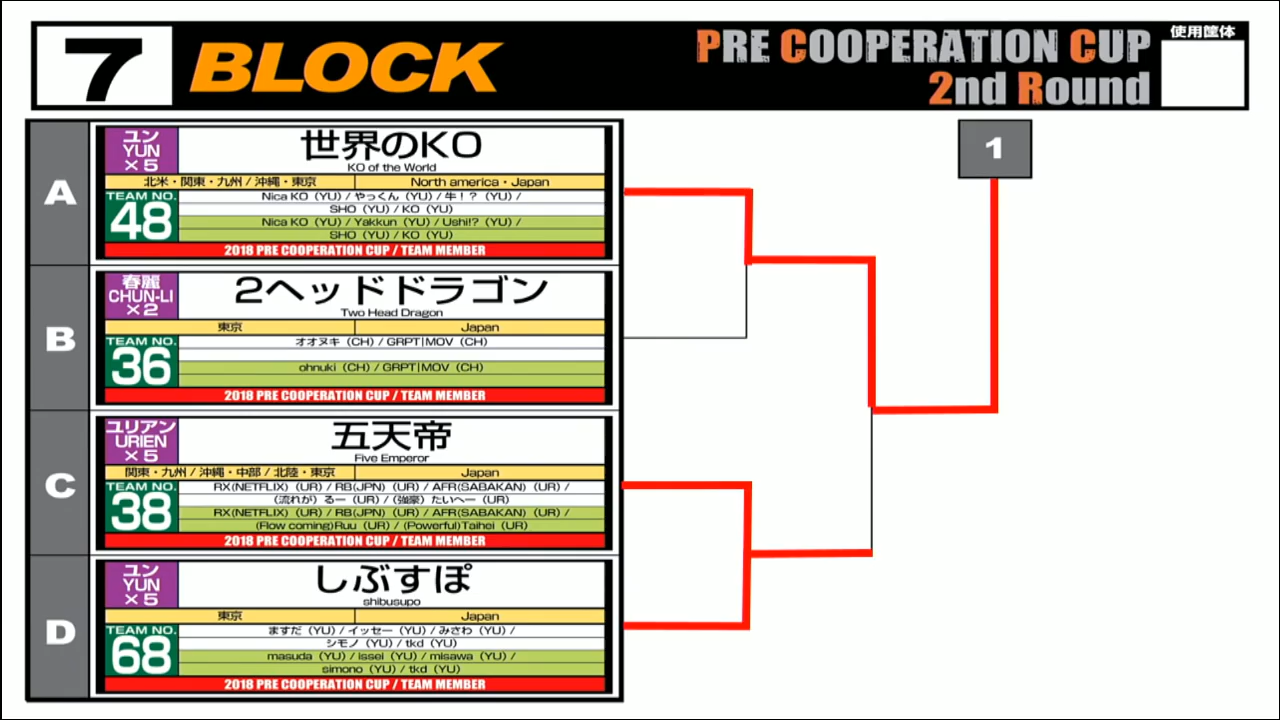 7 BLOCK
PRE COOPERATION CUP
2nd Round
使用筐体
1
A
ユン
YUN
×5
世界のKO
KO of the World
北米・関東・九州 / 沖縄・東京
North america・Japan
TEAM NO.
48
Nica KO（YU）/ やっくん（YU）/ 牛！？（YU）/
SHO（YU）/ KO（YU）
Nica KO（YU）/ Yakkun（YU）/ Ushi!?（YU）/
SHO（YU）/ KO（YU）
2018 PRE COOPERATION CUP / TEAM MEMBER
B
春麗
CHUN-LI
×2
2ヘッドドラゴン
Two Head Dragon
東京
Japan
TEAM NO.
36
オオヌキ（CH）/ GRPT|MOV（CH）
ohnuki（CH）/ GRPT|MOV（CH）
2018 PRE COOPERATION CUP / TEAM MEMBER
C
ユリアン
URIEN
×5
五天帝
Five Emperor
関東・九州 / 沖縄・中部 / 北陸・東京
Japan
TEAM NO.
38
RX(NETFLIX)（UR）/ RB(JPN)（UR）/ AFR(SABAKAN)（UR）/
（流れが）るー（UR）/（強豪）たいへー（UR）
RX(NETFLIX)（UR）/ RB(JPN)（UR）/ AFR(SABAKAN)（UR）/
(Flow coming)Ruu（UR）/ (Powerful)Taihei（UR）
2018 PRE COOPERATION CUP / TEAM MEMBER
D
ユン
YUN
×5
しぶすぽ
shibusupo
東京
Japan
TEAM NO.
68
ますだ（YU）/ イッセー（YU）/ みさわ（YU）/
シモノ（YU）/ tkd（YU）
masuda（YU）/ issei（YU）/ misawa（YU）/
simono（YU）/ tkd（YU）
2018 PRE COOPERATION CUP / TEAM MEMBER